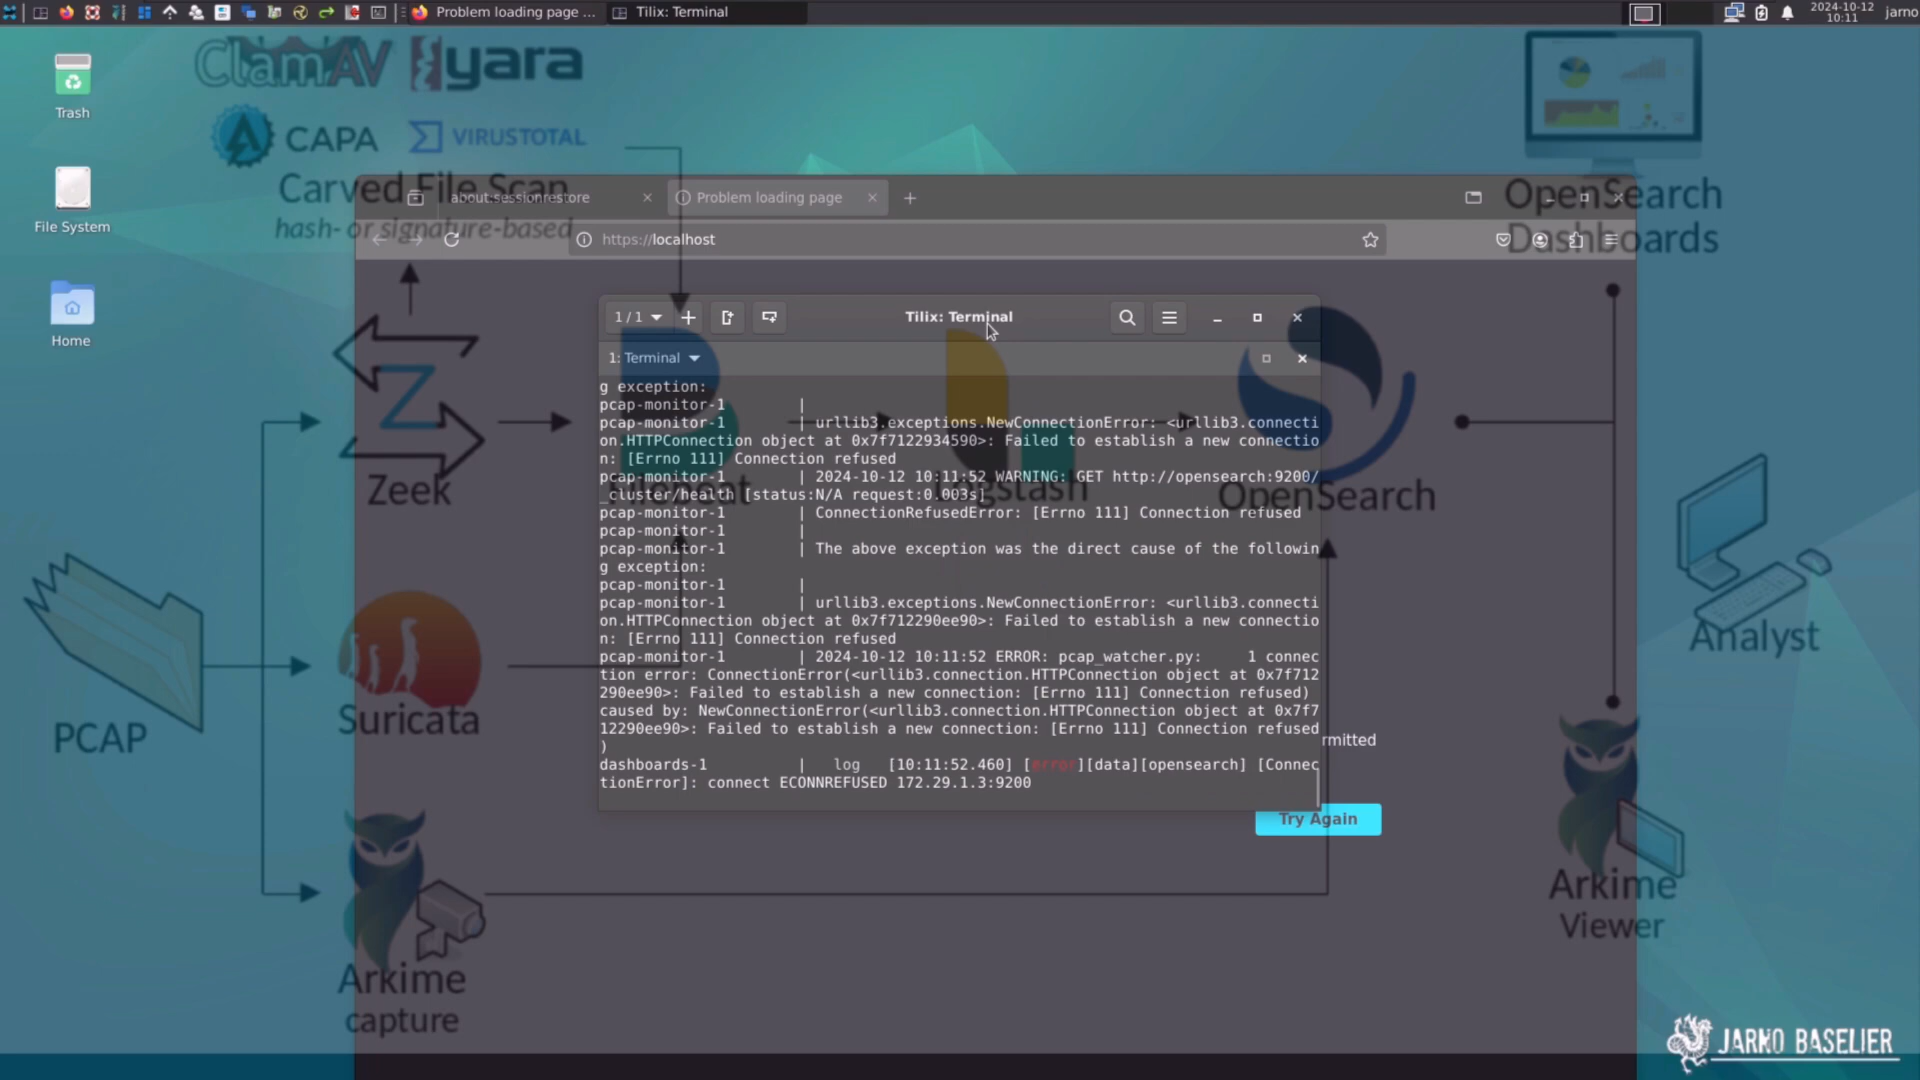 Problem loading page ...
Tilix: Terminal
2024-10-12
10:11
jarno
Trash
File System
Home
ClamAV
yara
CAPA
VIRUSTOTAL
Carved File Scan
hash- or signature-based
OpenSearch
Dashboards
about:sessionrestore
Problem loading page
https://localhost
1 / 1
Tilix: Terminal
1: Terminal
g exception:
pcap-monitor-1 |
pcap-monitor-1 | urllib3.exceptions.NewConnectionError: <urllib3.connecti
on.HTTPConnection object at 0x7f7122934590>: Failed to establish a new connectio
n: [Errno 111] Connection refused
pcap-monitor-1 | 2024-10-12 10:11:52 WARNING: GET http://opensearch:9200/
_cluster/health [status:N/A request:0.003s]
pcap-monitor-1 | ConnectionRefusedError: [Errno 111] Connection refused
pcap-monitor-1 |
pcap-monitor-1 | The above exception was the direct cause of the followin
g exception:
pcap-monitor-1 |
pcap-monitor-1 | urllib3.exceptions.NewConnectionError: <urllib3.connecti
on.HTTPConnection object at 0x7f712290ee90>: Failed to establish a new connectio
n: [Errno 111] Connection refused
pcap-monitor-1 | 2024-10-12 10:11:52 ERROR: pcap_watcher.py: 1 connec
tion error: ConnectionError(<urllib3.connection.HTTPConnection object at 0x7f712
290ee90>: Failed to establish a new connection: [Errno 111] Connection refused)
caused by: NewConnectionError(<urllib3.connection.HTTPConnection object at 0x7f7
12290ee90>: Failed to establish a new connection: [Errno 111] Connection refused
)
dashboards-1 | log [10:11:52.460] [error][data][opensearch] [Connec
tionError]: connect ECONNREFUSED 172.29.1.3:9200
rmitted
Try Again
Zeek
Logstash
OpenSearch
PCAP
Suricata
Analyst
Arkime
capture
Arkime
Viewer
JARNO BASELIER